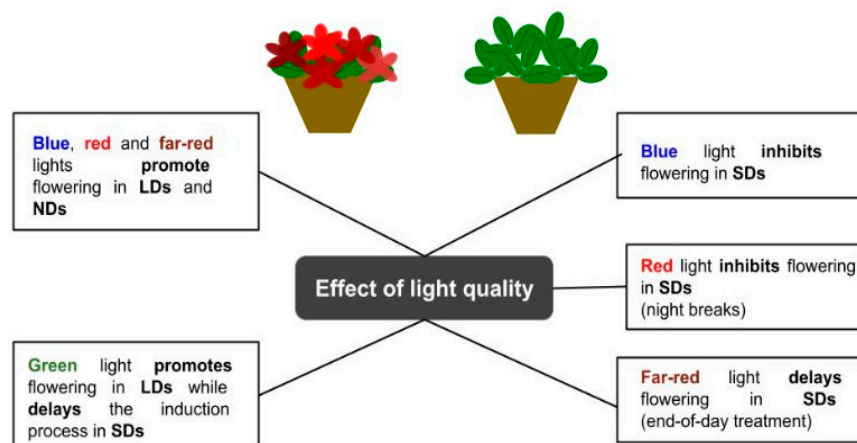 Blue, red and far-red
lights promote
flowering in LDs and
NDs
Blue light inhibits
flowering in SDs
Effect of light quality
Red light inhibits flowering
in SDs
(night breaks)
Green light promotes
flowering in LDs while
delays the induction
process in SDs
Far-red light delays
flowering in SDs
(end-of-day treatment)